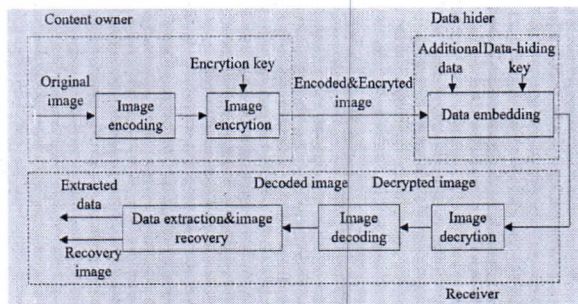 Content owner
Data hider
Original
image
Encrytion key
Encoded&Encryted
image
Additional
data
Data-hiding
key
Image
encoding
Image
encrytion
Data embedding
Extracted
data
Decoded image
Decrypted image
Data extraction&image
recovery
Image
decoding
Image
decrytion
Recovery
image
Receiver